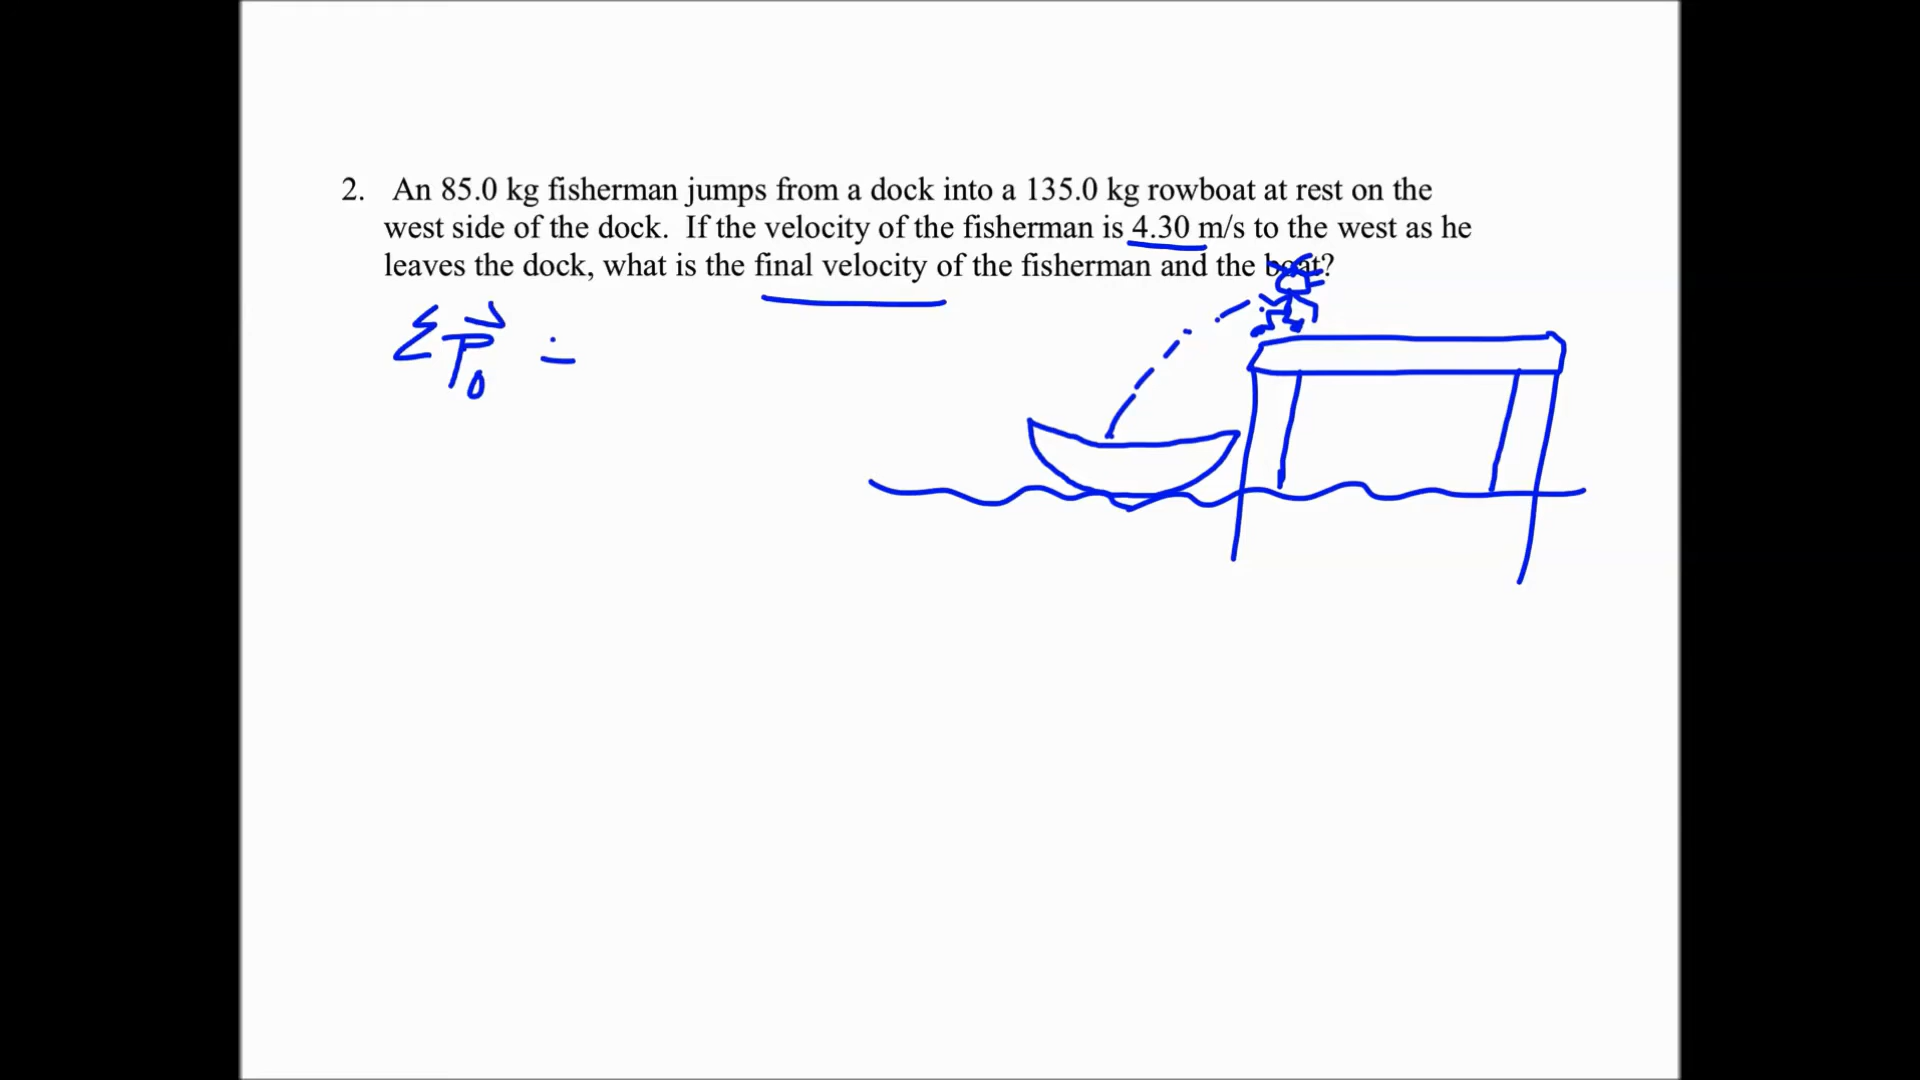 2. An 85.0 kg fisherman jumps from a dock into a 135.0 kg rowboat at rest on the
west side of the dock. If the velocity of the fisherman is 4.30 m/s to the west as he
leaves the dock, what is the final velocity of the fisherman and the boat?
Σp⃗₀ =